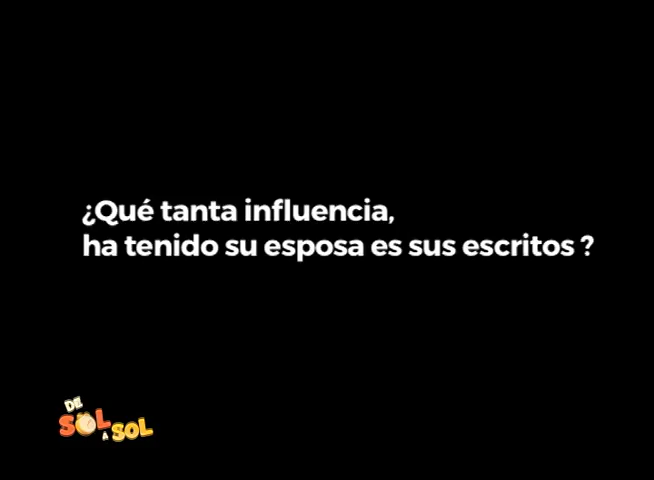 ¿Qué tanta influencia,
ha tenido su esposa es sus escritos ?
DE
SOL
A SOL